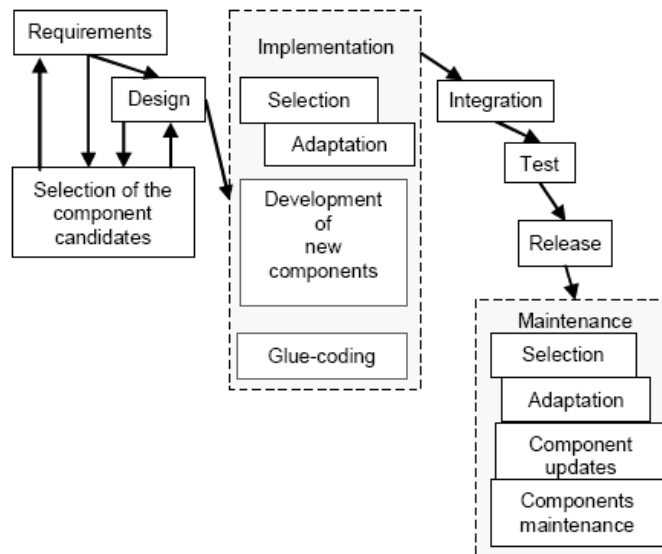 Requirements
Design
Selection of the
component
candidates
Implementation
Selection
Adaptation
Development
of
new
components
Glue-coding
Integration
Test
Release
Maintenance
Selection
Adaptation
Component
updates
Components
maintenance